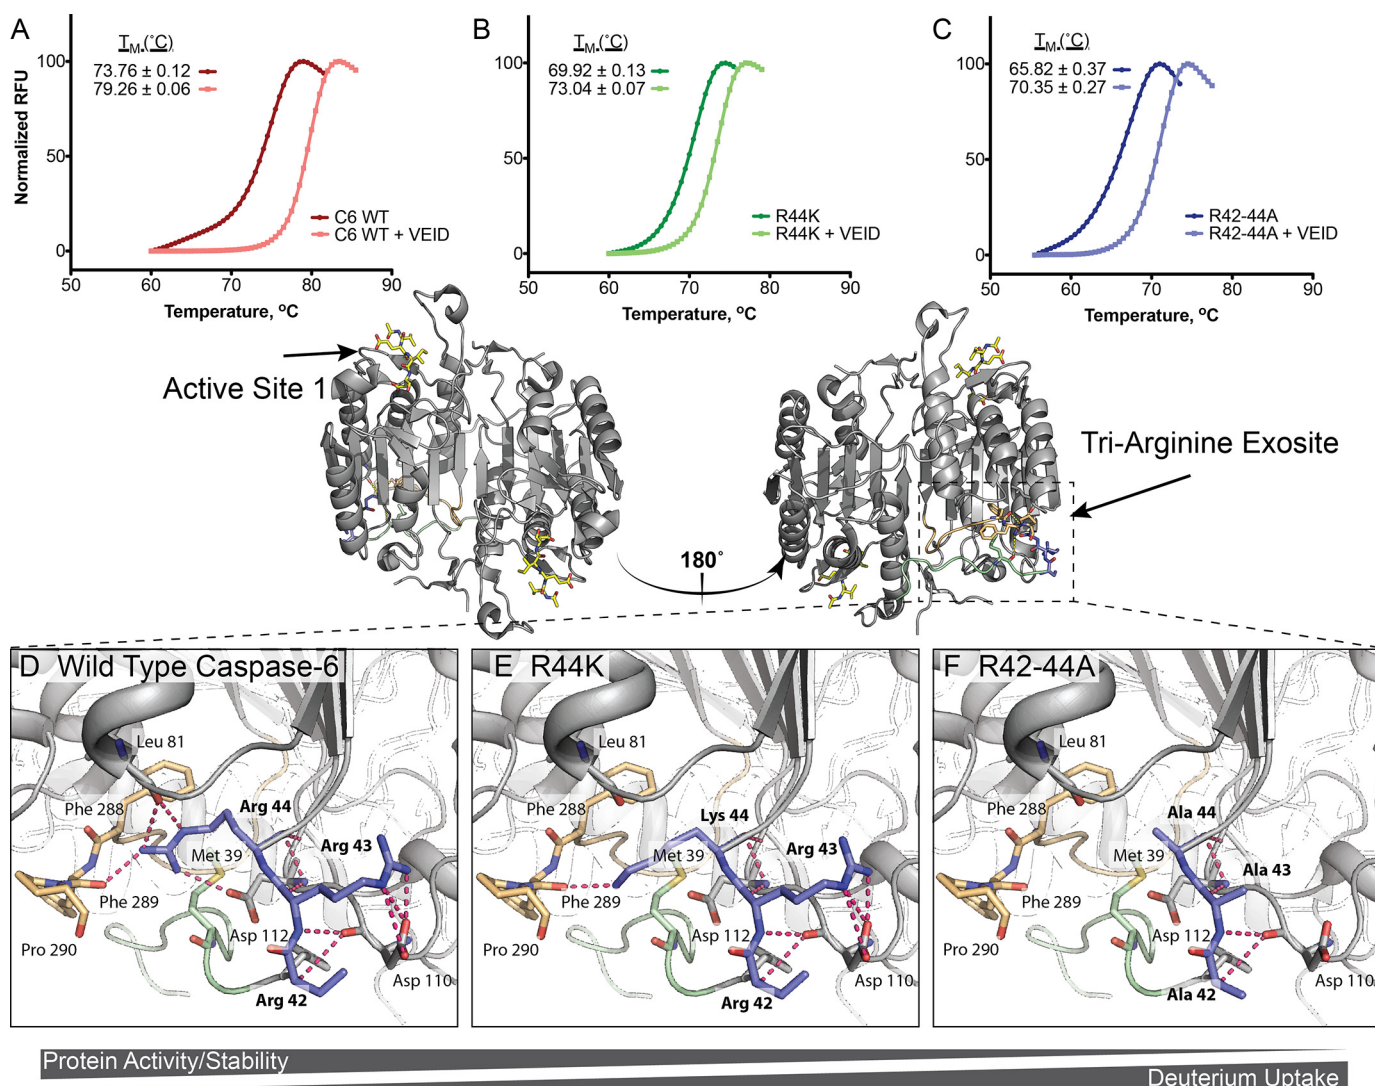 A
T M.(°C)
73.76 ± 0.12
79.26 ± 0.06
100
50
0
Normalized RFU
C6 WT
C6 WT + VEID
50 60 70 80 90
Temperature, ºC
B
T M.(°C)
69.92 ± 0.13
73.04 ± 0.07
100
50
0
R44K
R44K + VEID
50 60 70 80 90
Temperature, ºC
C
T M.(°C)
65.82 ± 0.37
70.35 ± 0.27
100
50
0
R42-44A
R42-44A + VEID
50 60 70 80 90
Temperature, ºC
Active Site 1
180°
Tri-Arginine Exosite
D Wild Type Caspase-6
Leu 81
Phe 288
Arg 44
Arg 43
Met 39
Phe 289
Asp 112
Pro 290
Asp 110
Arg 42
E R44K
Leu 81
Phe 288
Lys 44
Arg 43
Met 39
Phe 289
Asp 112
Pro 290
Asp 110
Arg 42
F R42-44A
Leu 81
Phe 288
Ala 44
Met 39
Ala 43
Phe 289
Asp 112
Pro 290
Asp 110
Ala 42
Protein Activity/Stability
Deuterium Uptake